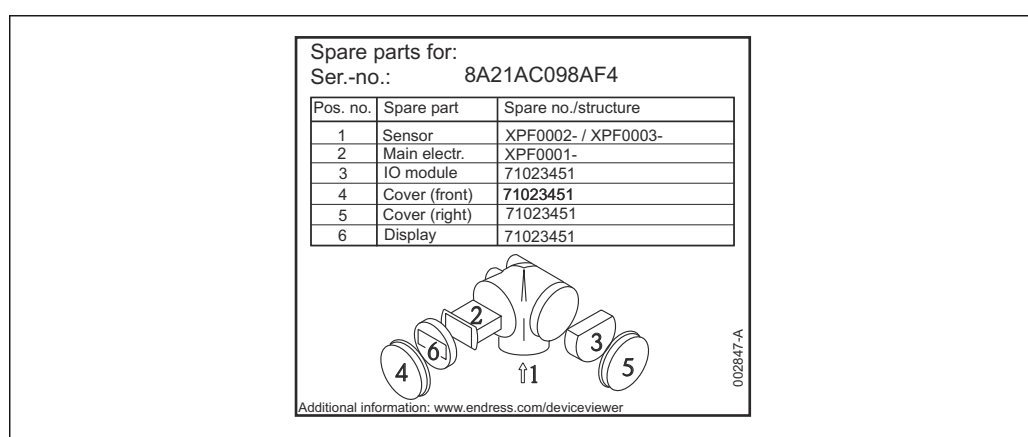 Spare parts for:
Ser.-no.: 8A21AC098AF4
Pos. no. Spare part Spare no./structure
1 Sensor XPF0002- / XPF0003-
2 Main electr. XPF0001-
3 IO module 71023451
4 Cover (front) 71023451
5 Cover (right) 71023451
6 Display 71023451
2
6
3
4
1
5
002847-A
Additional information: www.endress.com/deviceviewer